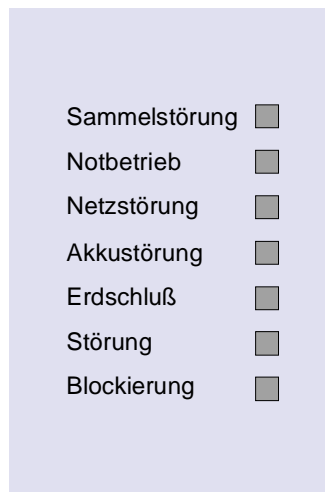 Sammelstörung
Notbetrieb
Netzstörung
Akkustörung
Erdschluß
Störung
Blockierung